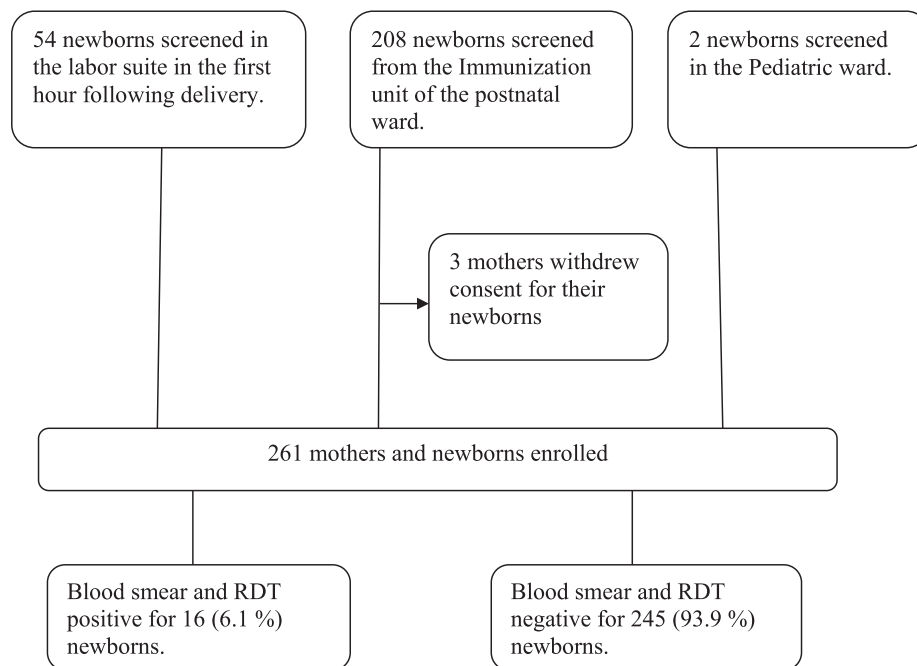 54 newborns screened in
the labor suite in the first
hour following delivery.
208 newborns screened
from the Immunization
unit of the postnatal
ward.
2 newborns screened
in the Pediatric ward.
3 mothers withdrew
consent for their
newborns
261 mothers and newborns enrolled
Blood smear and RDT
positive for 16 (6.1 %)
newborns.
Blood smear and RDT
negative for 245 (93.9 %)
newborns.